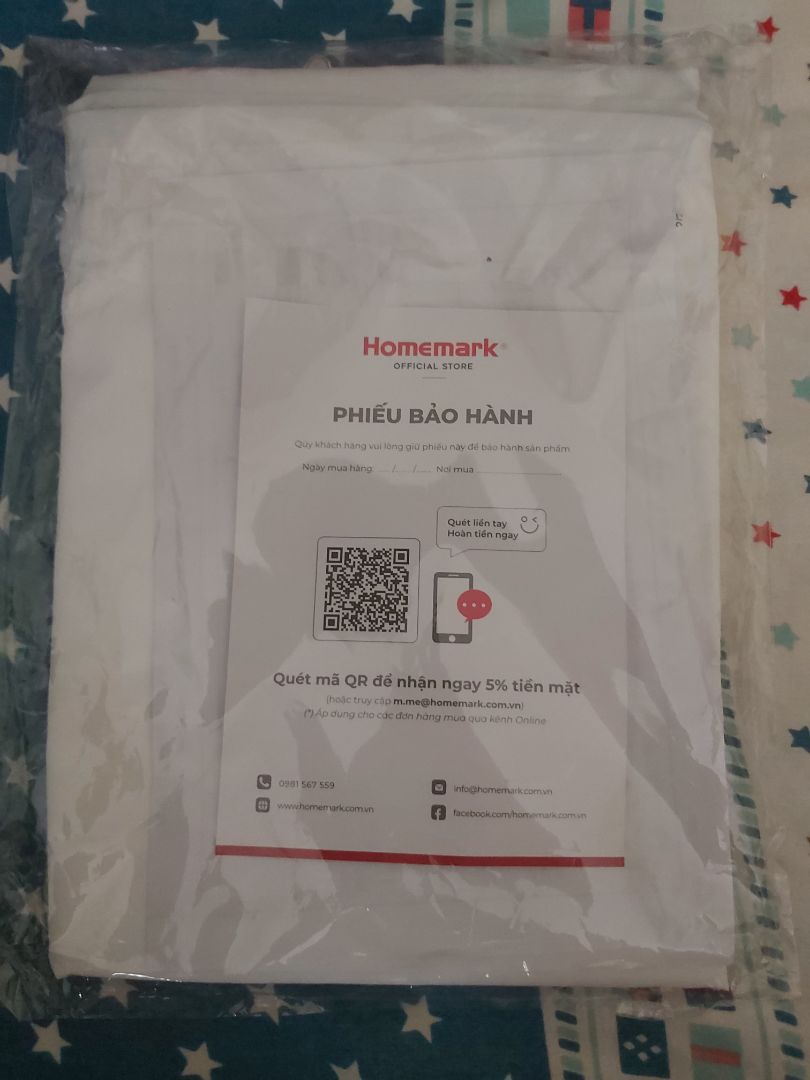 Homemark®
OFFICIAL STORE
PHIẾU BẢO HÀNH
Qúy khách hàng vui lòng giữ phiếu này để bảo hành sản phẩm
Ngày mua hàng: ...../...../...... Nơi mua ..............................
Quét liền tay
Hoàn tiền ngay
Quét mã QR để nhận ngay 5% tiền mặt
(hoặc truy cập m.me@homemark.com.vn)
(*) Áp dụng cho các đơn hàng mua qua kênh Online
0981 567 559
info@homemark.com.vn
www.homemark.com.vn
facebook.com/homemark.com.vn